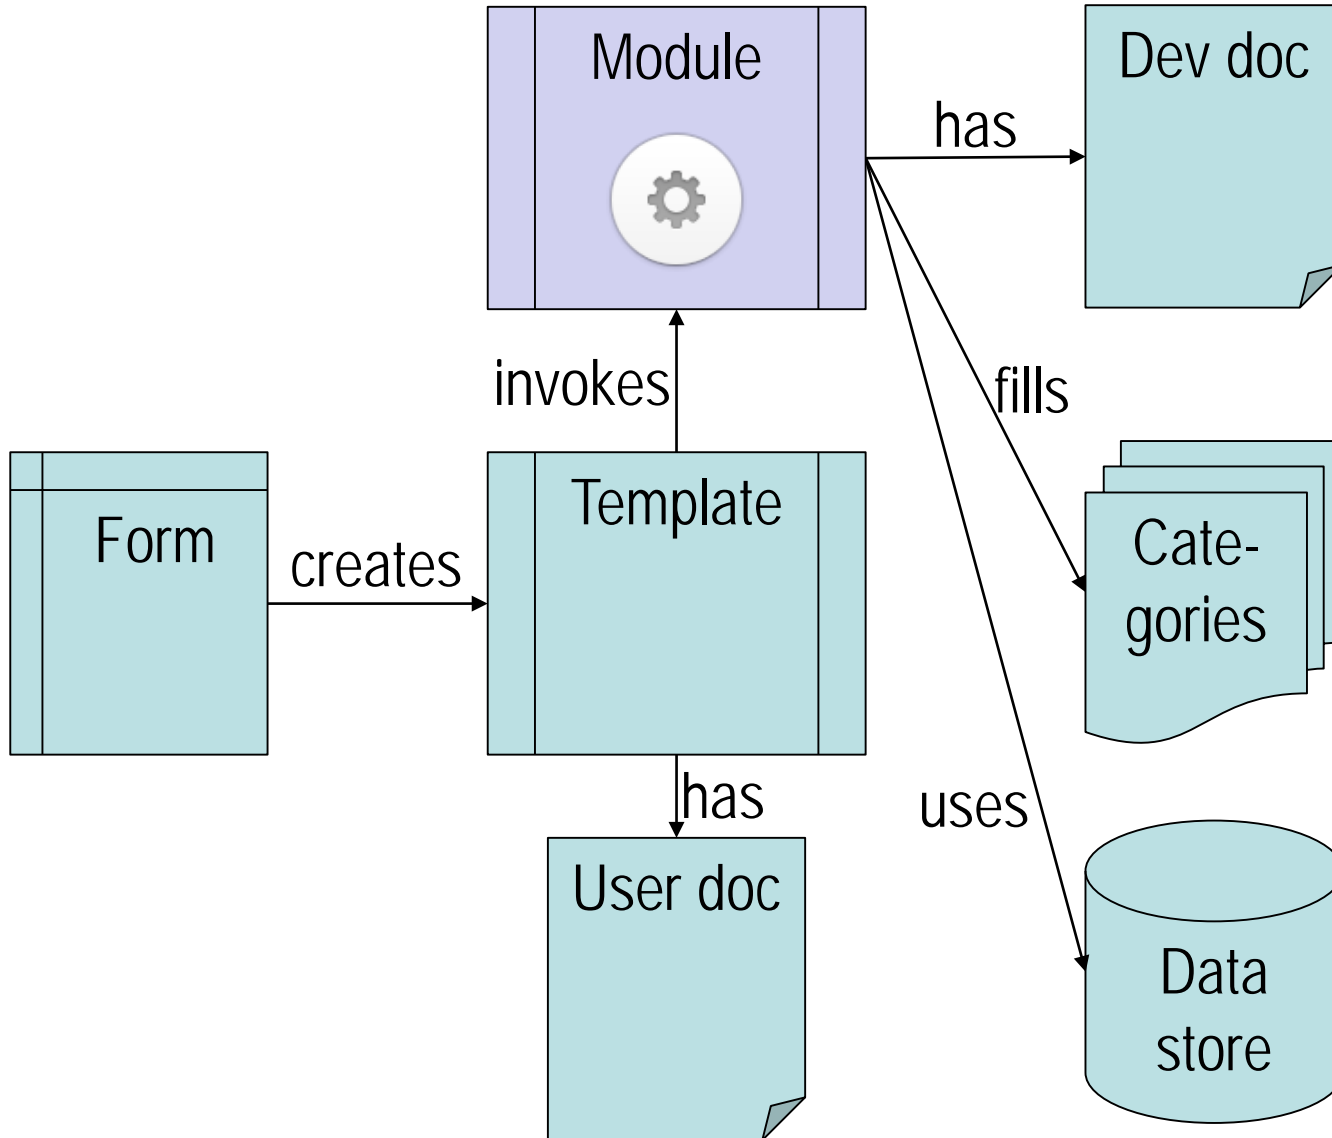 Module
Dev doc
has
invokes
fills
Form
creates
Template
Cate-
gories
has
uses
User doc
Data
store